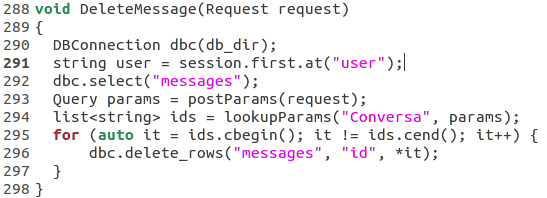 288 void DeleteMessage(Request request)
289 {
290   DBConnection dbc(db_dir);
291   string user = session.first.at("user");
292   dbc.select("messages");
293   Query params = postParams(request);
294   list<string> ids = lookupParams("Conversa", params);
295   for (auto it = ids.cbegin(); it != ids.cend(); it++) {
296       dbc.delete_rows("messages", "id", *it);
297   }
298 }